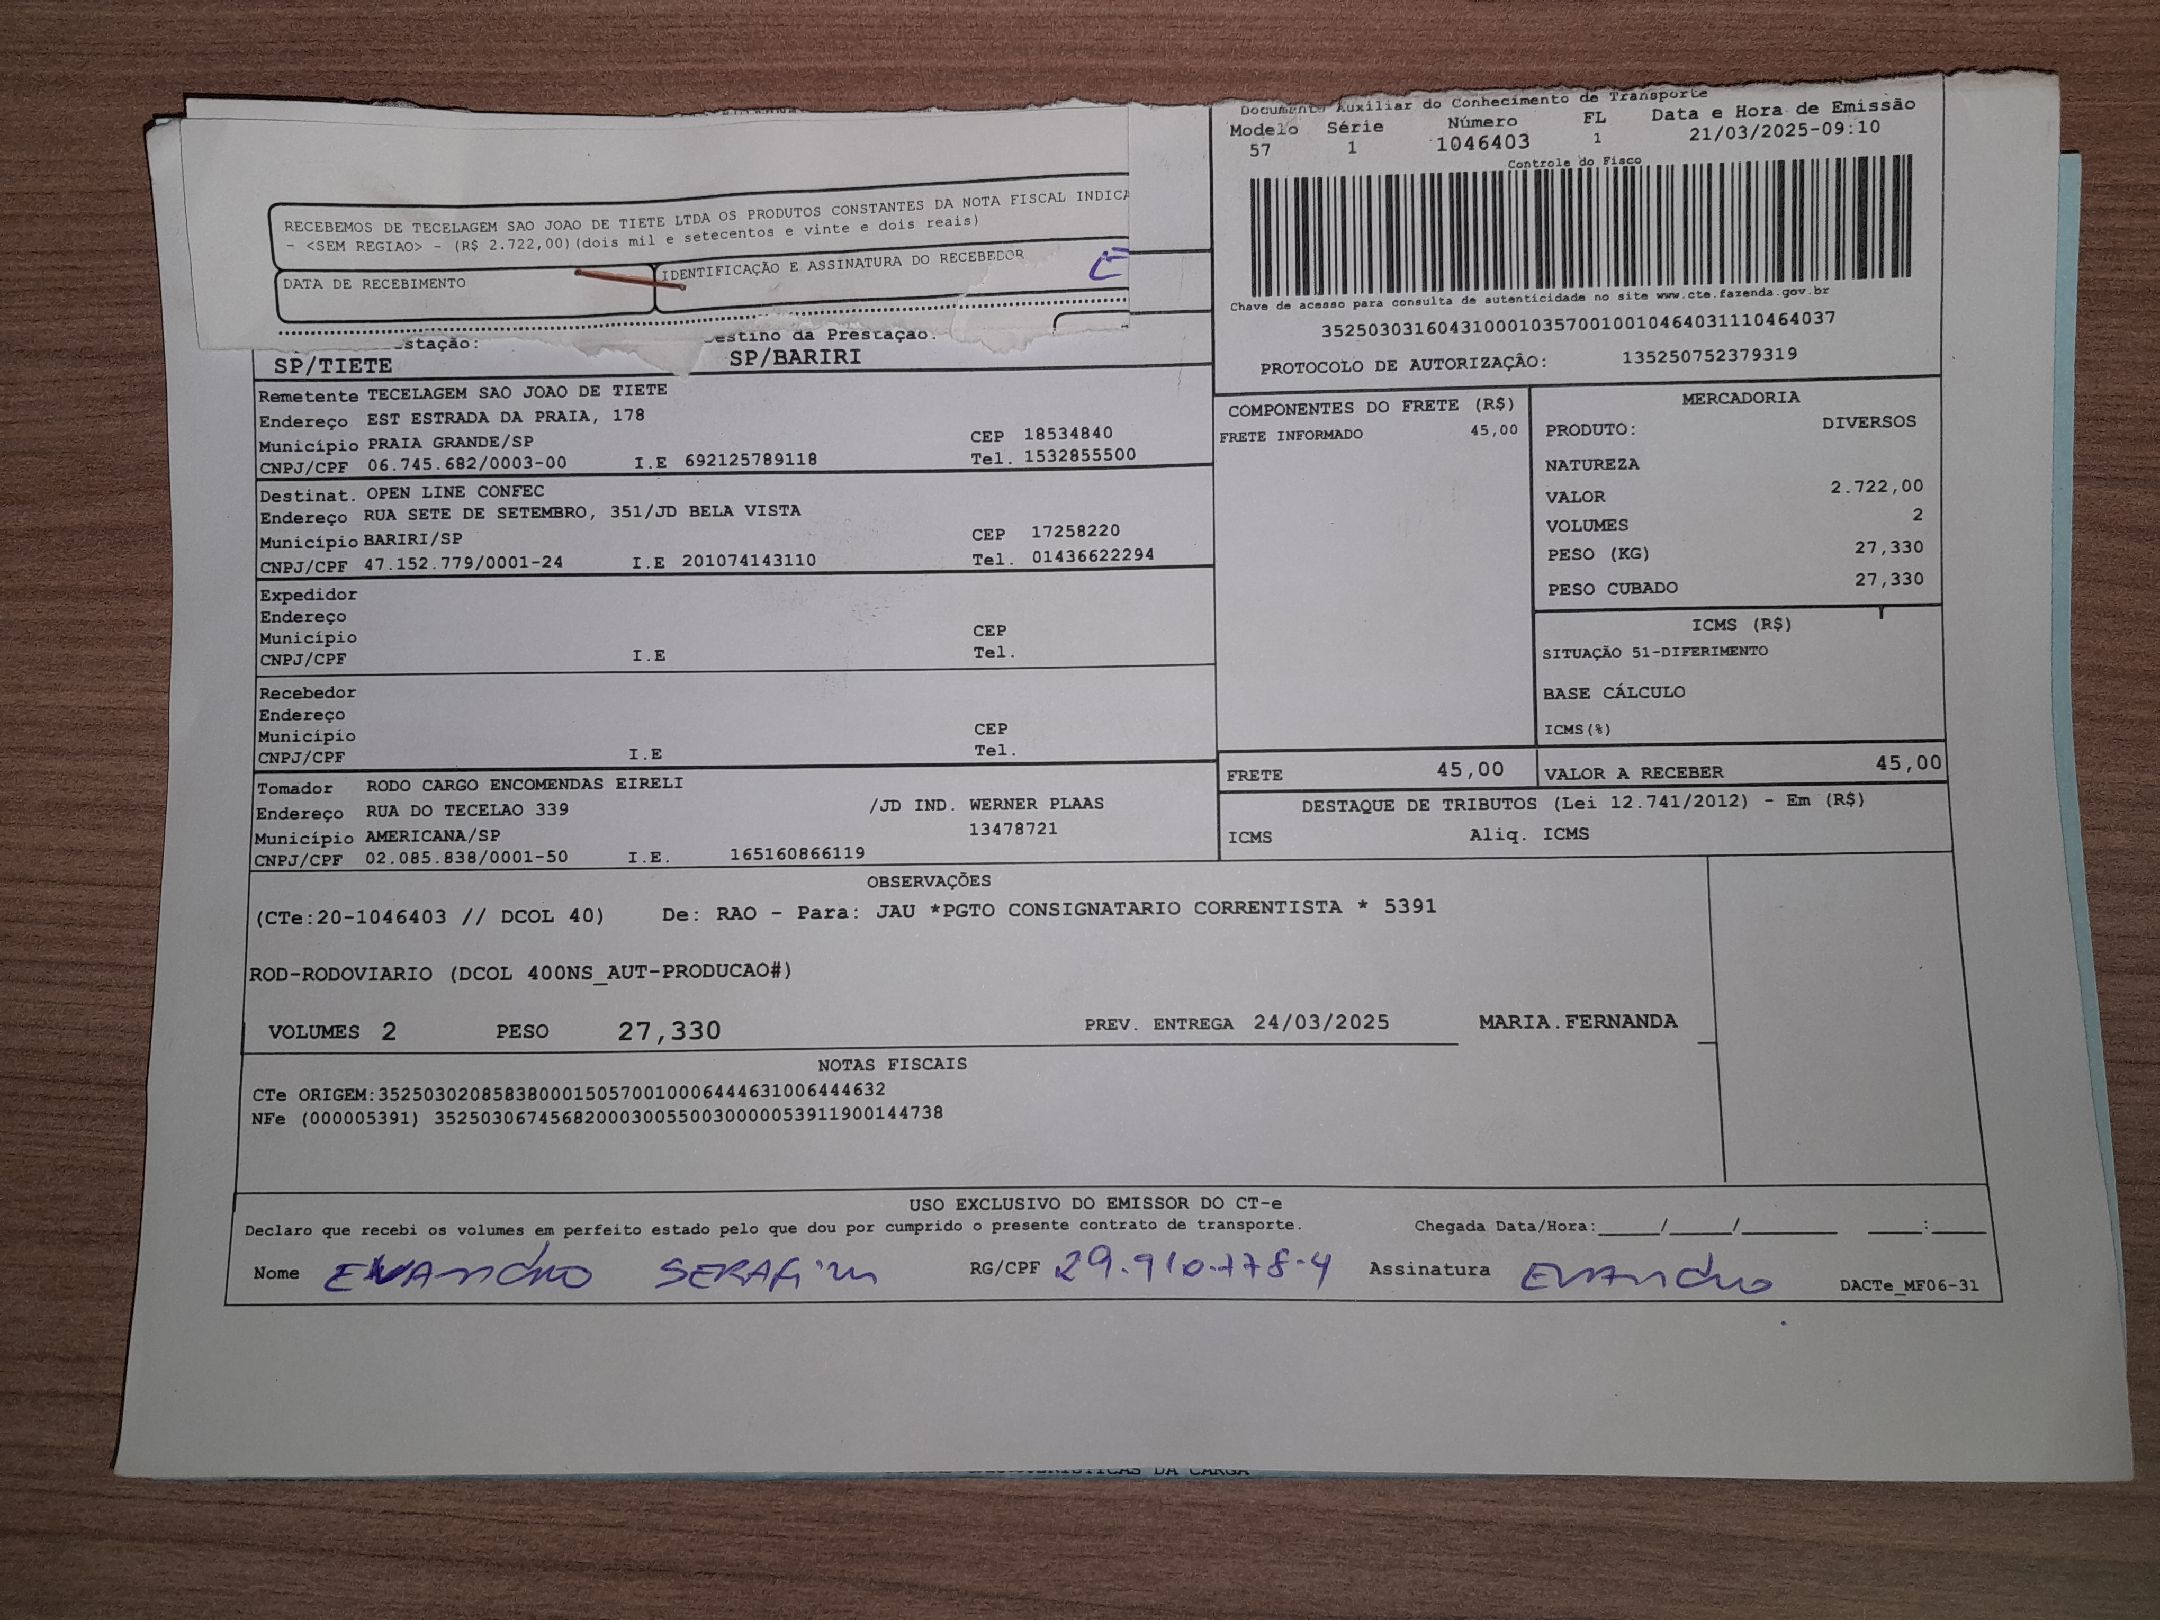 RECEBEMOS DE TECELAGEM SAO JOAO DE TIETE LTDA OS PRODUTOS CONSTANTES DA NOTA FISCAL INDICA
- <SEM REGIAO> - (R$ 2.722,00)(dois mil e setecentos e vinte e dois reais)
DATA DE RECEBIMENTO IDENTIFICAÇÃO E ASSINATURA DO RECEBEDOR
Documento Auxiliar do Conhecimento de Transporte
Modelo Série Número FL Data e Hora de Emissão
57 1 1046403 1 21/03/2025-09:10
Controle do Fisco
Chave de acesso para consulta de autenticidade no site www.cte.fazenda.gov.br
35250303160431000103570010010464031110464037
PROTOCOLO DE AUTORIZAÇÃO: 135250752379319
stação: estino da Prestação.
SP/TIETE SP/BARIRI
Remetente TECELAGEM SAO JOAO DE TIETE
Endereço EST ESTRADA DA PRAIA, 178
Município PRAIA GRANDE/SP CEP 18534840
CNPJ/CPF 06.745.682/0003-00 I.E 692125789118 Tel. 1532855500
Destinat. OPEN LINE CONFEC
Endereço RUA SETE DE SETEMBRO, 351/JD BELA VISTA
Município BARIRI/SP CEP 17258220
CNPJ/CPF 47.152.779/0001-24 I.E 201074143110 Tel. 01436622294
Expedidor
Endereço
Município CEP
CNPJ/CPF I.E Tel.
Recebedor
Endereço
Município CEP
CNPJ/CPF I.E Tel.
Tomador RODO CARGO ENCOMENDAS EIRELI
Endereço RUA DO TECELAO 339 /JD IND. WERNER PLAAS
Município AMERICANA/SP 13478721
CNPJ/CPF 02.085.838/0001-50 I.E. 165160866119
COMPONENTES DO FRETE (R$)
FRETE INFORMADO 45,00
MERCADORIA
PRODUTO: DIVERSOS
NATUREZA
VALOR 2.722,00
VOLUMES 2
PESO (KG) 27,330
PESO CUBADO 27,330
ICMS (R$)
SITUAÇÃO 51-DIFERIMENTO
BASE CÁLCULO
ICMS(%)
FRETE 45,00 VALOR A RECEBER 45,00
DESTAQUE DE TRIBUTOS (Lei 12.741/2012) - Em (R$)
ICMS Aliq. ICMS
OBSERVAÇÕES
(CTe:20-1046403 // DCOL 40) De: RAO - Para: JAU *PGTO CONSIGNATARIO CORRENTISTA * 5391
ROD-RODOVIARIO (DCOL 400NS_AUT-PRODUCAO#)
VOLUMES 2 PESO 27,330 PREV. ENTREGA 24/03/2025 MARIA.FERNANDA
NOTAS FISCAIS
CTe ORIGEM:35250302085838000150570010006444631006444632
NFe (000005391) 35250306745682000300550030000053911900144738
USO EXCLUSIVO DO EMISSOR DO CT-e
Declaro que recebi os volumes em perfeito estado pelo que dou por cumprido o presente contrato de transporte. Chegada Data/Hora:_____/_____/________ ____:____
Nome EVANDRO SERAFIM RG/CPF 29.910.778-4 Assinatura EVANDRO DACTe_MF06-31